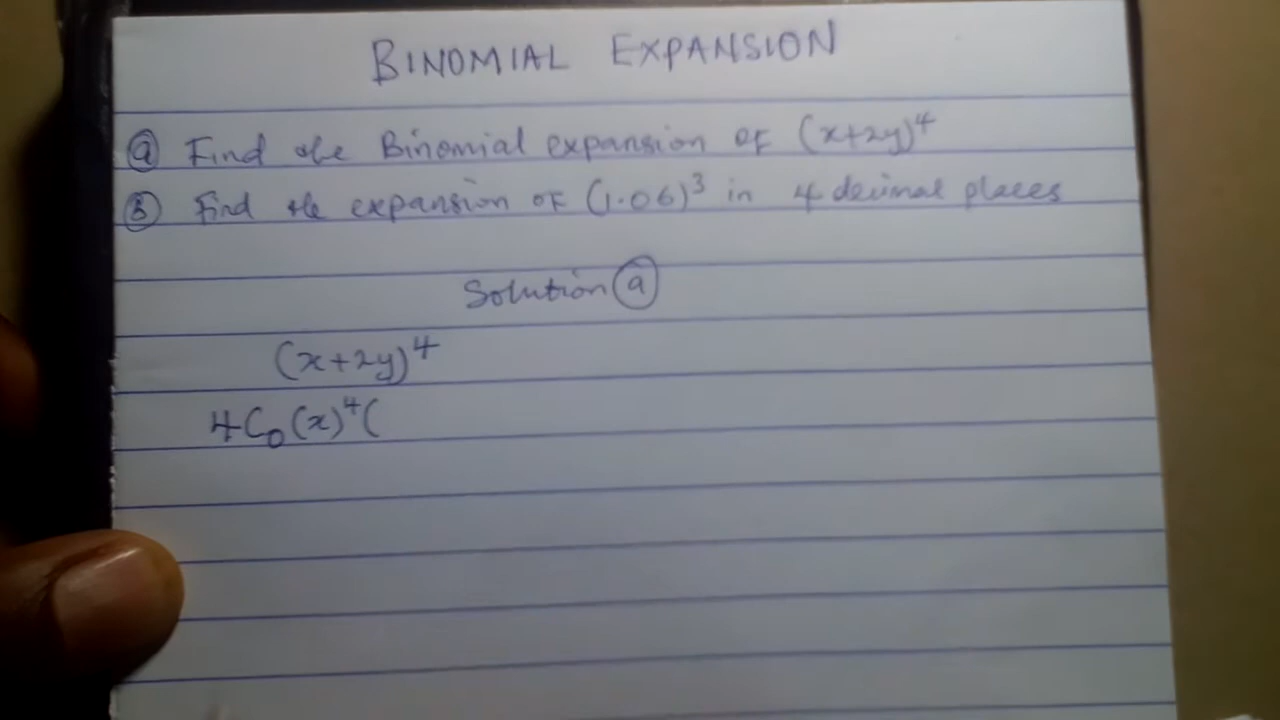 BINOMIAL EXPANSION
(a) Find the Binomial expansion of (x+2y)⁴
(B) Find the expansion of (1.06)³ in 4 decimal places
Solution (a)
(x+2y)⁴
4C₀(x)⁴(